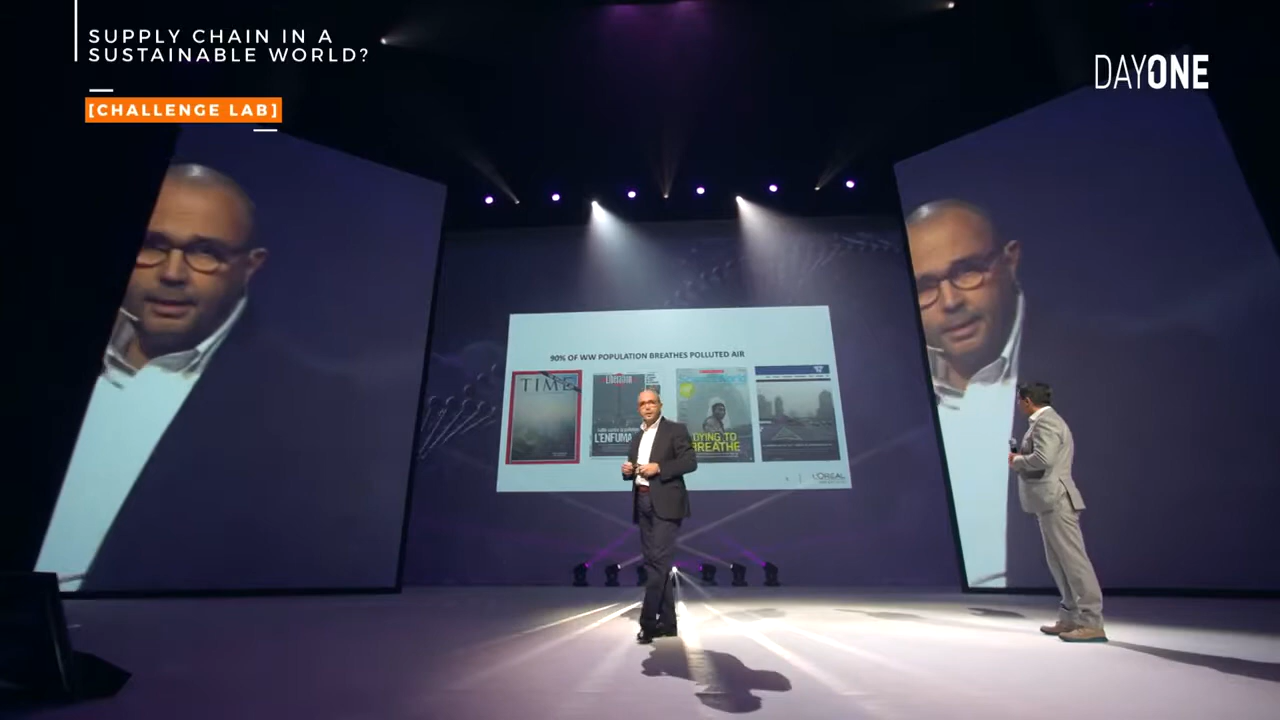 SUPPLY CHAIN IN A
SUSTAINABLE WORLD?
[CHALLENGE LAB]
DAYONE
90% OF WW POPULATION BREATHES POLLUTED AIR
TIME
Libération
L'ENFUMA
DYING TO
BREATHE
L'ORÉAL